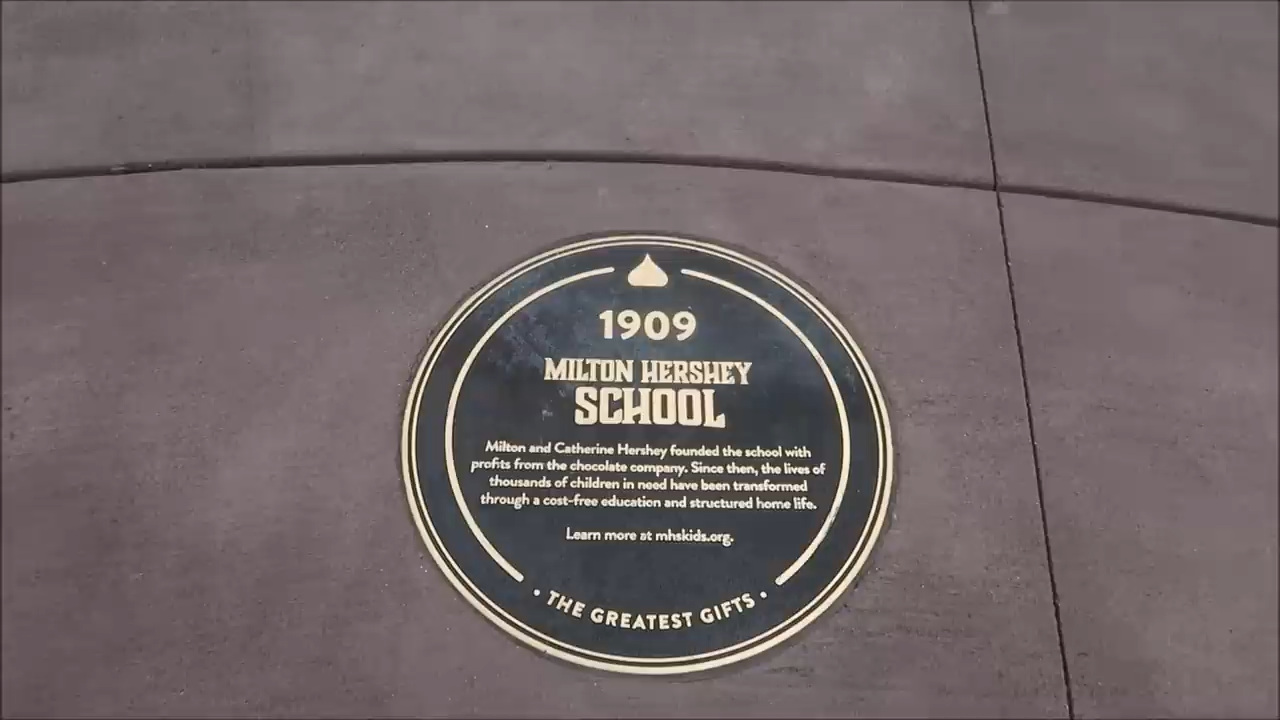 1909
MILTON HERSHEY
SCHOOL
Milton and Catherine Hershey founded the school with
profits from the chocolate company. Since then, the lives of
thousands of children in need have been transformed
through a cost-free education and structured home life.
Learn more at mhskids.org.
• THE GREATEST GIFTS •